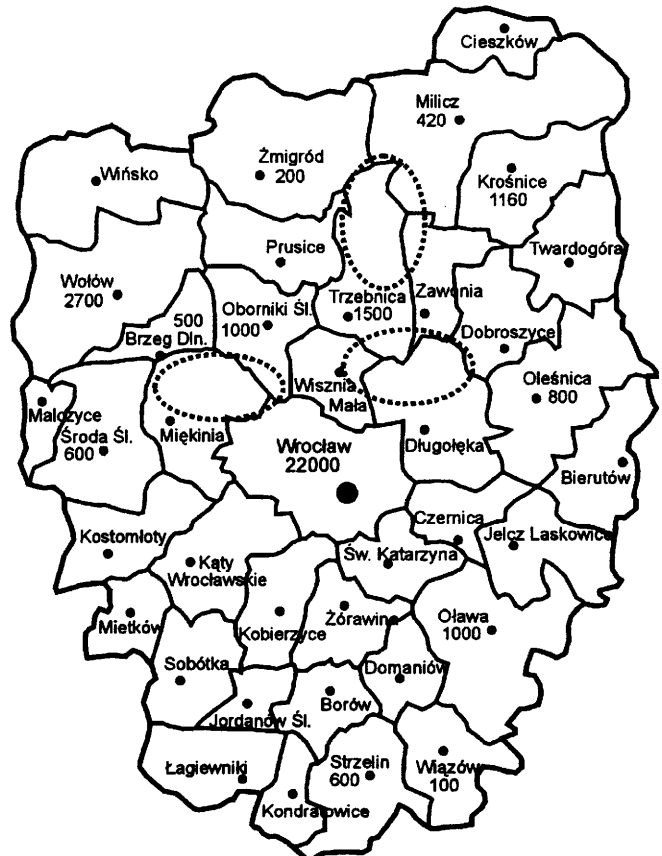 Cieszków
Milicz
420
Żmigród
200
Wińsko
Krośnice
1160
Prusice
Twardogóra
Wołów
2700
Trzebnica
1500
Zawonia
Oborniki Śl.
1000
500
Brzeg Dln.
Dobroszyce
Wisznia
Mała
Oleśnica
800
Malczyce
Środa Śl.
600
Miękinia
Wrocław
22000
Długołęka
Bierutów
Czernica
Jelcz Laskowice
Kostomłoty
Kąty
Wrocławskie
Św. Katarzyna
Mietków
Kobierzyce
Żórawina
Oława
1000
Sobótka
Domaniów
Jordanów Śl.
Borów
Łagiewniki
Strzelin
600
Wiązów
100
Kondratowice